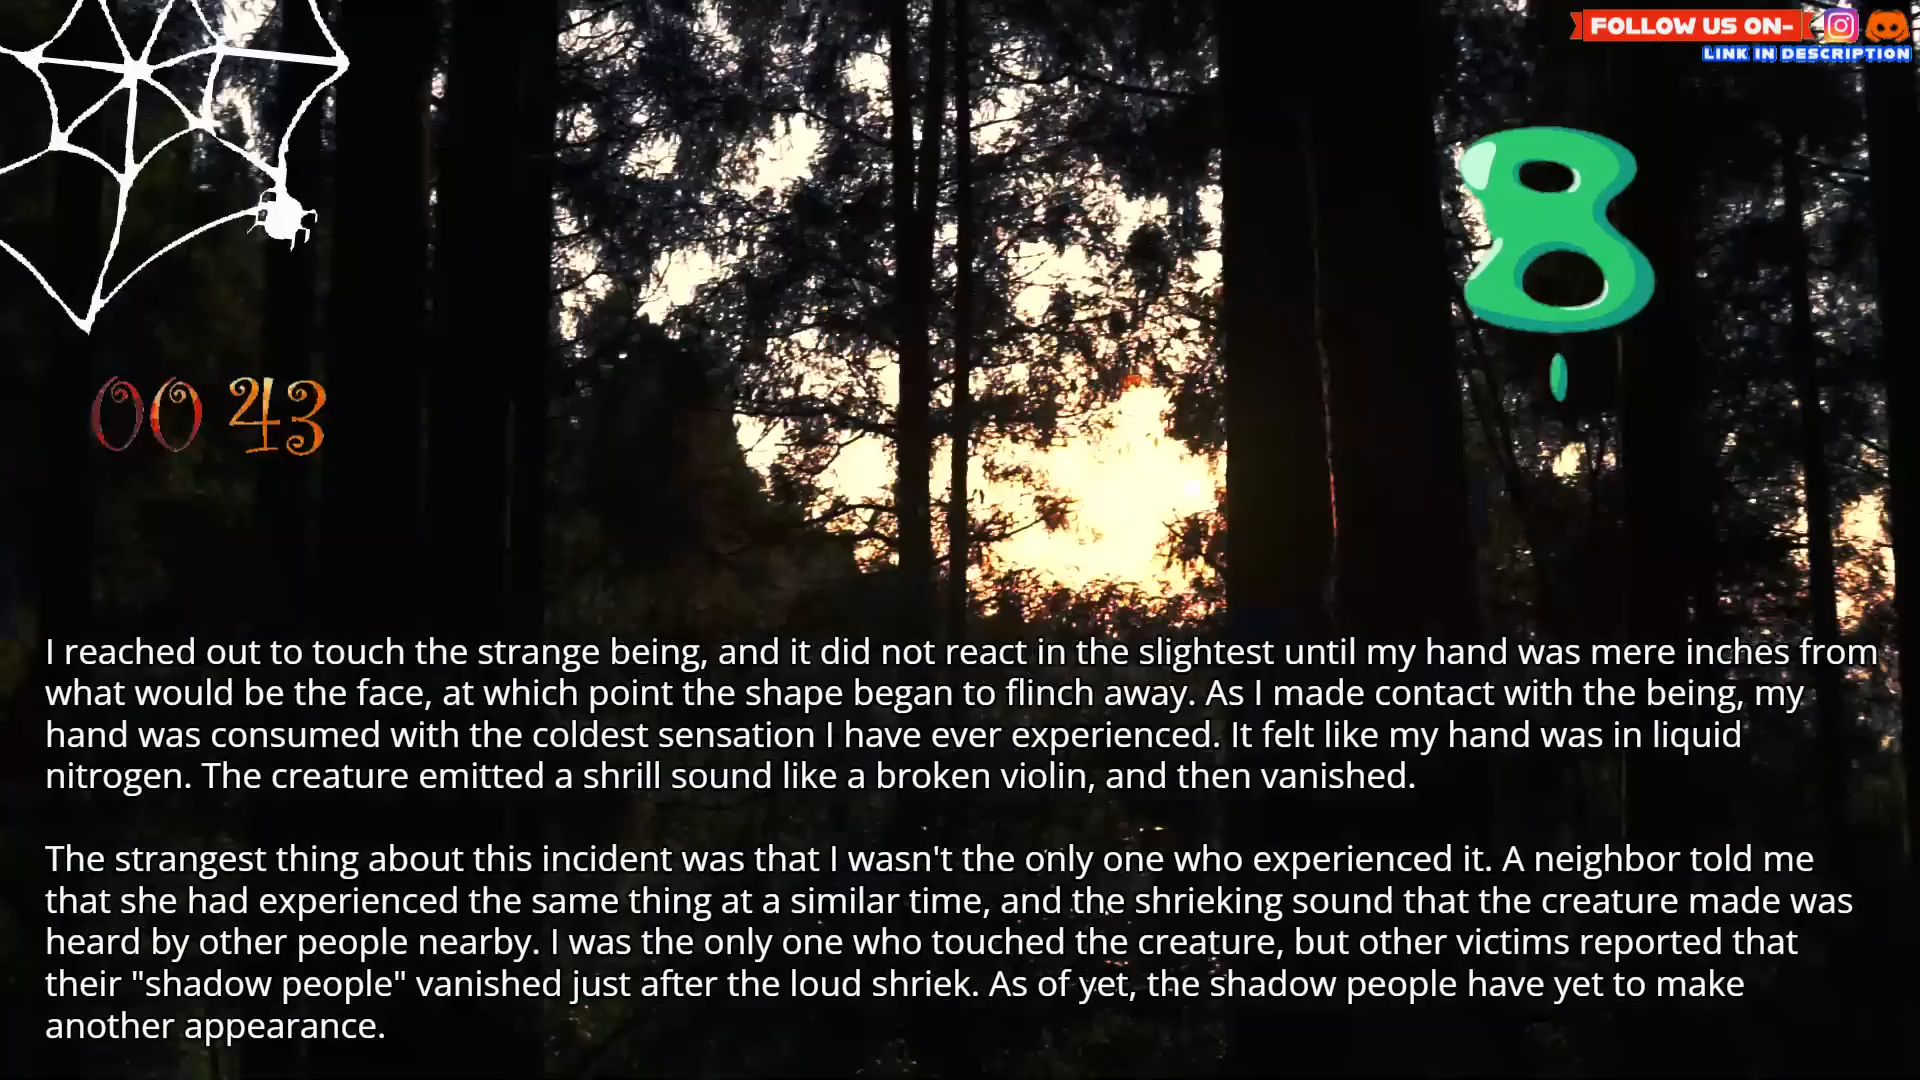 FOLLOW US ON-
LINK IN DESCRIPTION
8
00 43
I reached out to touch the strange being, and it did not react in the slightest until my hand was mere inches from
what would be the face, at which point the shape began to flinch away. As I made contact with the being, my
hand was consumed with the coldest sensation I have ever experienced. It felt like my hand was in liquid
nitrogen. The creature emitted a shrill sound like a broken violin, and then vanished.
The strangest thing about this incident was that I wasn't the only one who experienced it. A neighbor told me
that she had experienced the same thing at a similar time, and the shrieking sound that the creature made was
heard by other people nearby. I was the only one who touched the creature, but other victims reported that
their "shadow people" vanished just after the loud shriek. As of yet, the shadow people have yet to make
another appearance.